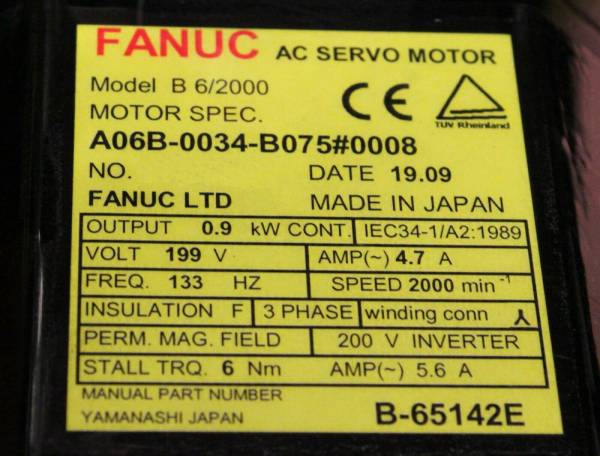 FANUC AC SERVO MOTOR
Model B 6/2000
MOTOR SPEC.
CE
TUV Rheinland
A06B-0034-B075#0008
NO. DATE 19.09
FANUC LTD MADE IN JAPAN
OUTPUT 0.9 kW CONT. IEC34-1/A2:1989
VOLT 199 V AMP(~) 4.7 A
FREQ. 133 HZ SPEED 2000 min⁻¹
INSULATION F 3 PHASE winding conn
PERM. MAG. FIELD 200 V INVERTER
STALL TRQ. 6 Nm AMP(~) 5.6 A
MANUAL PART NUMBER
YAMANASHI JAPAN B-65142E